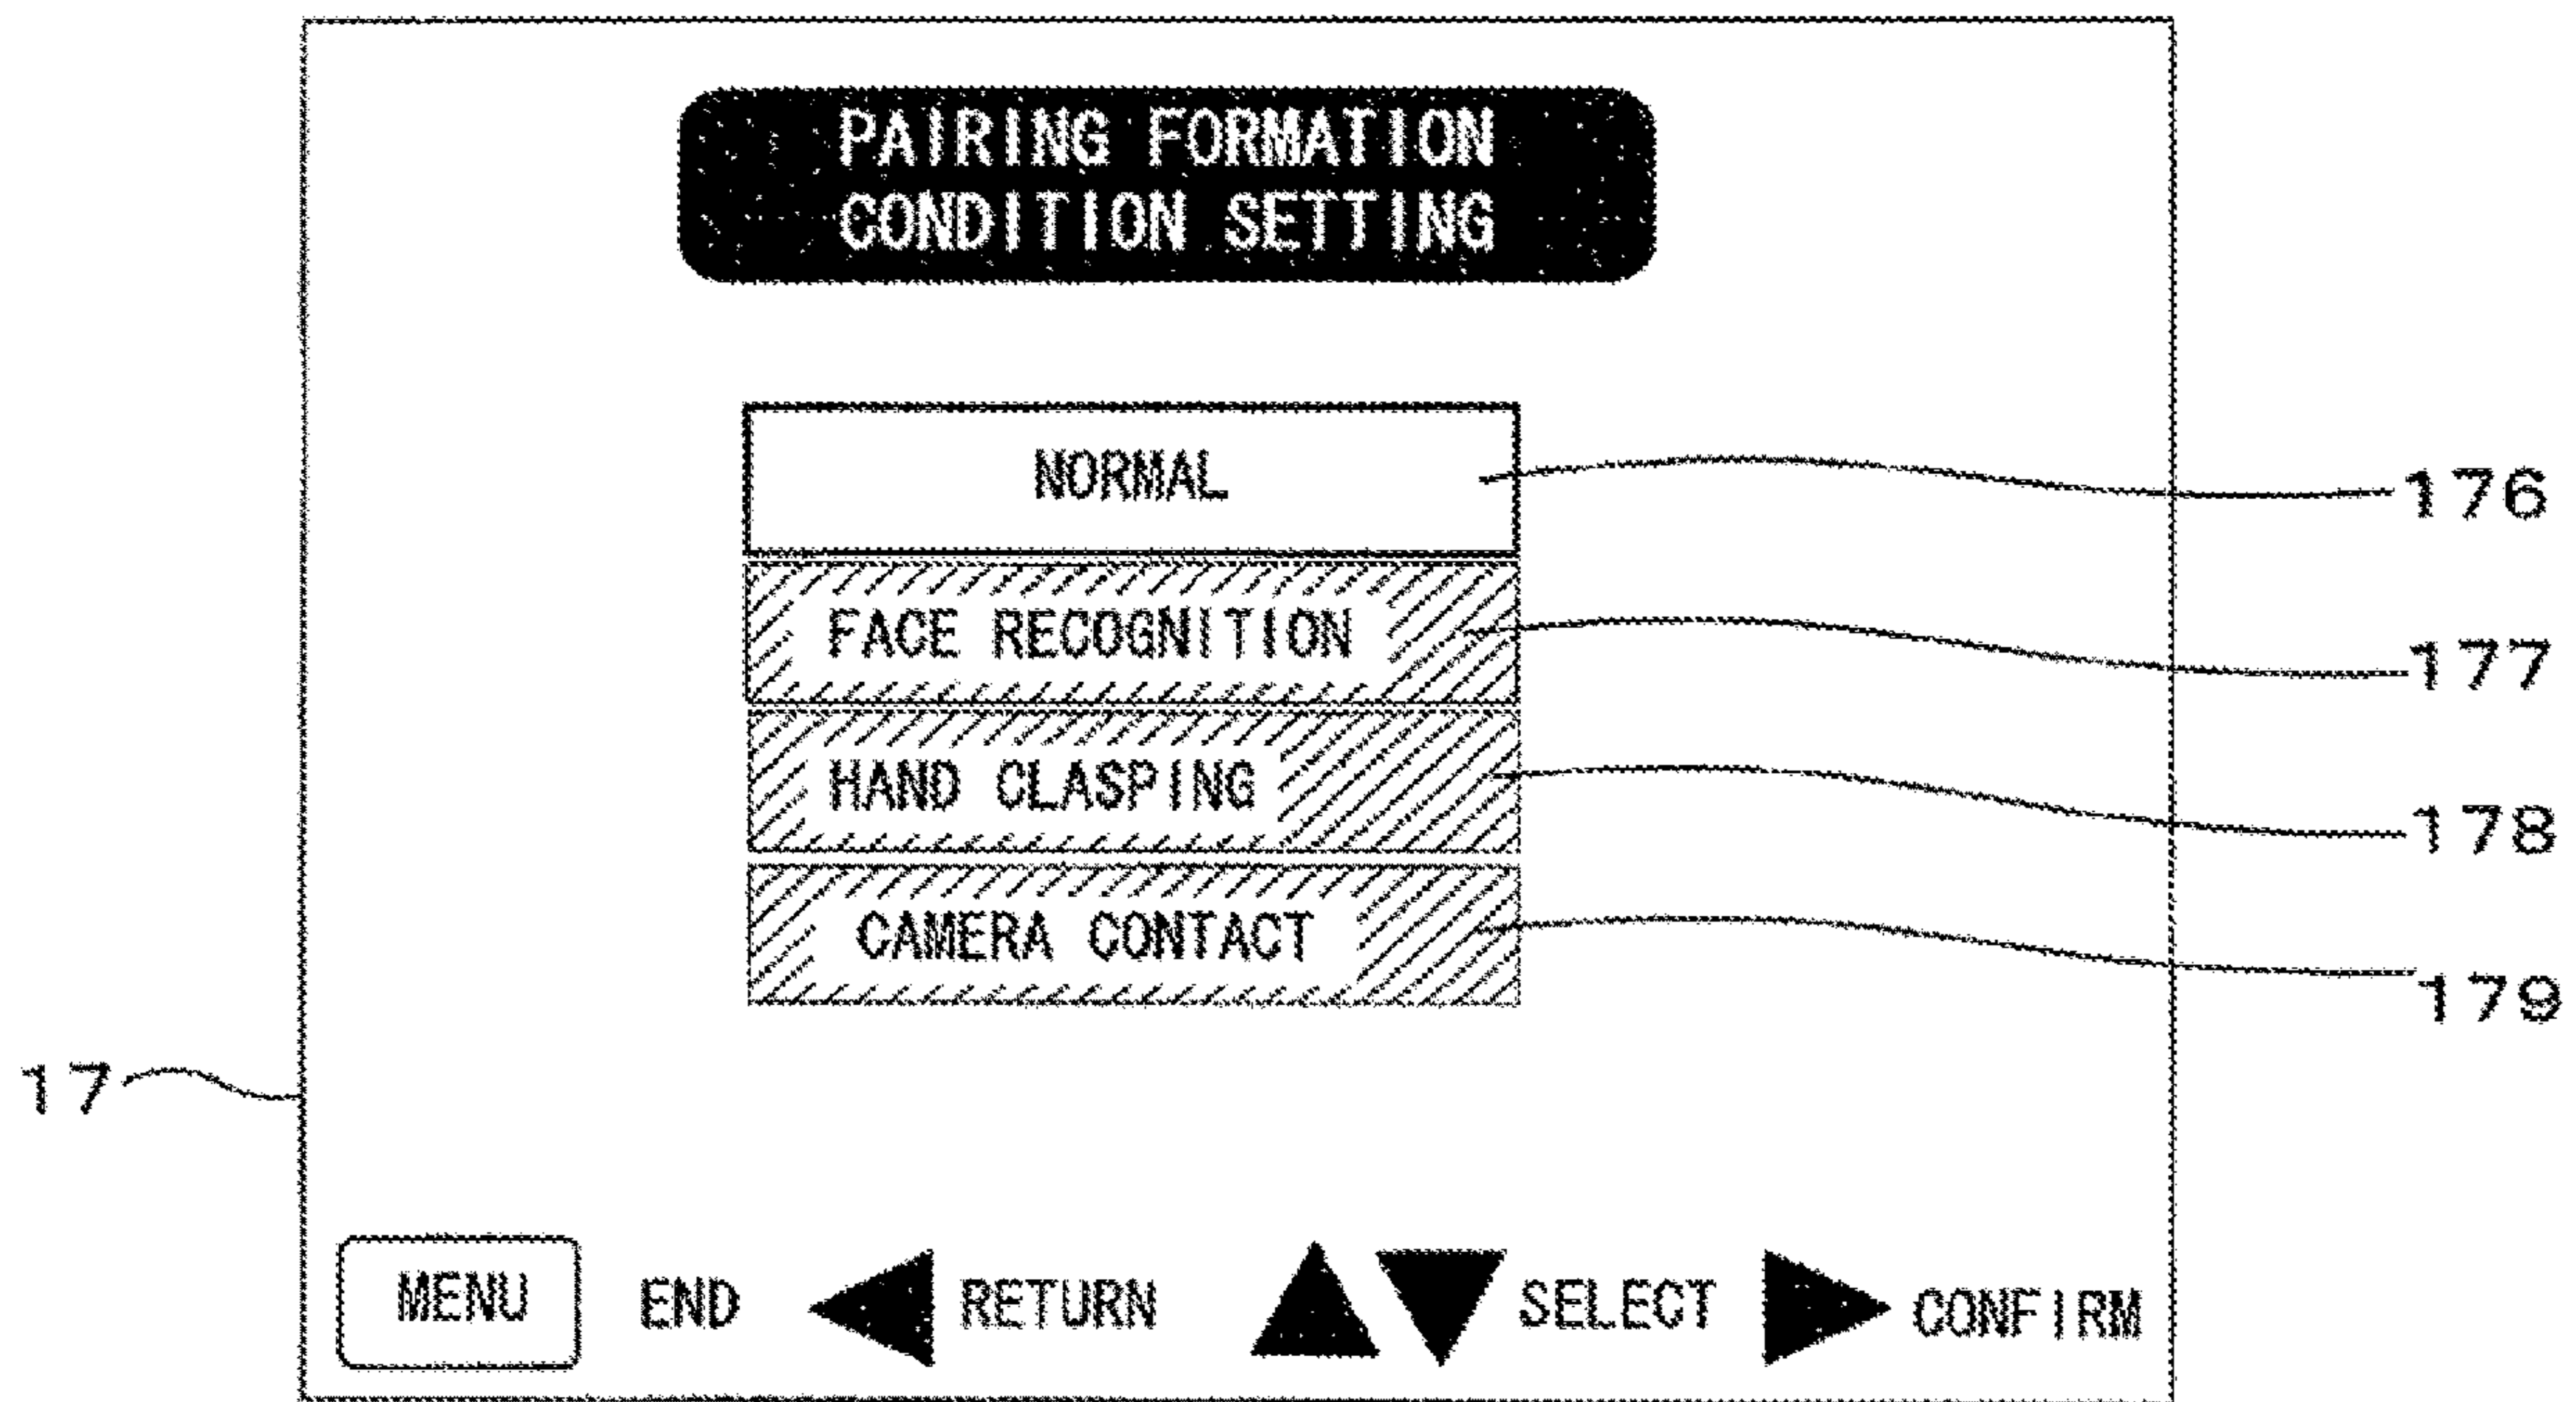 PAIRING FORMATION
CONDITION SETTING
NORMAL
176
FACE RECOGNITION
177
HAND CLASPING
178
CAMERA CONTACT
179
17
MENU END RETURN SELECT CONFIRM